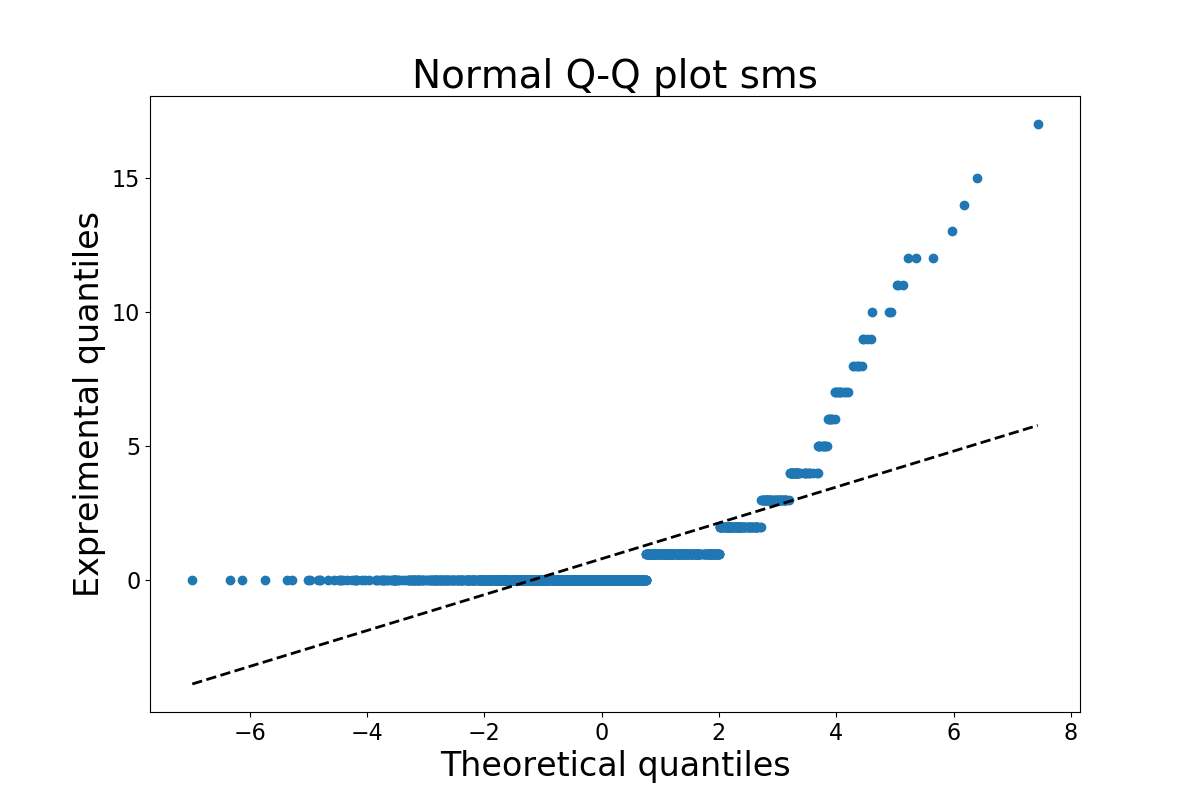 Normal Q-Q plot sms
Expreimental quantiles
15
10
5
0
−6 −4 −2 0 2 4 6 8
Theoretical quantiles